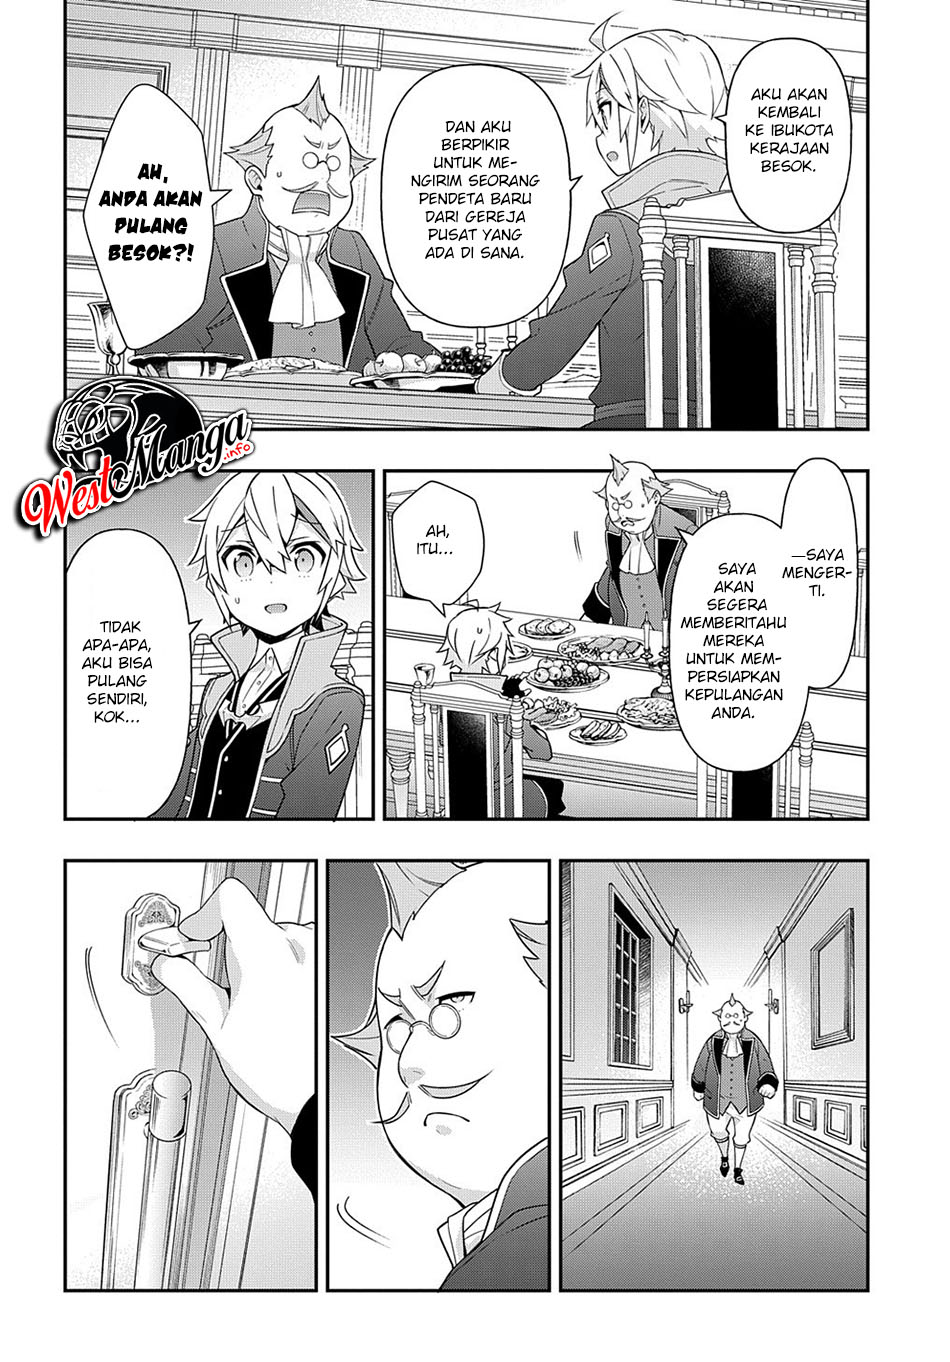 AKU AKAN
KEMBALI
KE IBUKOTA
KERAJAAN
BESOK.
DAN AKU
BERPIKIR
UNTUK ME-
NGIRIM SEORANG
PENDETA BARU
DARI GEREJA
PUSAT YANG
ADA DI SANA.
AH,
ANDA AKAN
PULANG
BESOK?!
WestManga
.info
—SAYA
MENGER-
TI.
SAYA
AKAN
SEGERA
MEMBERITAHU
MEREKA
UNTUK MEM-
PERSIAPKAN
KEPULANGAN
ANDA.
AH,
ITU...
TIDAK
APA-APA,
AKU BISA
PULANG
SENDIRI,
KOK...